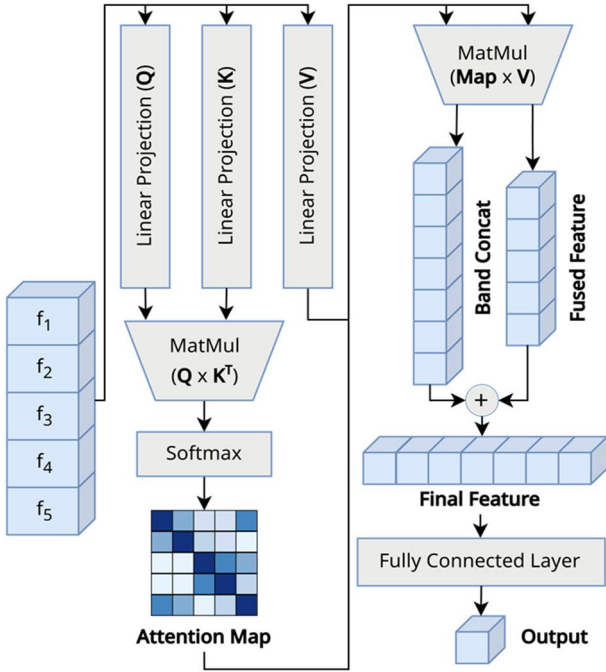 Linear Projection (Q)
Linear Projection (K)
Linear Projection (V)
f1
f2
f3
f4
f5
MatMul
(Q x K^T)
Softmax
Attention Map
MatMul
(Map x V)
Band Concat
Fused Feature
+
Final Feature
Fully Connected Layer
Output